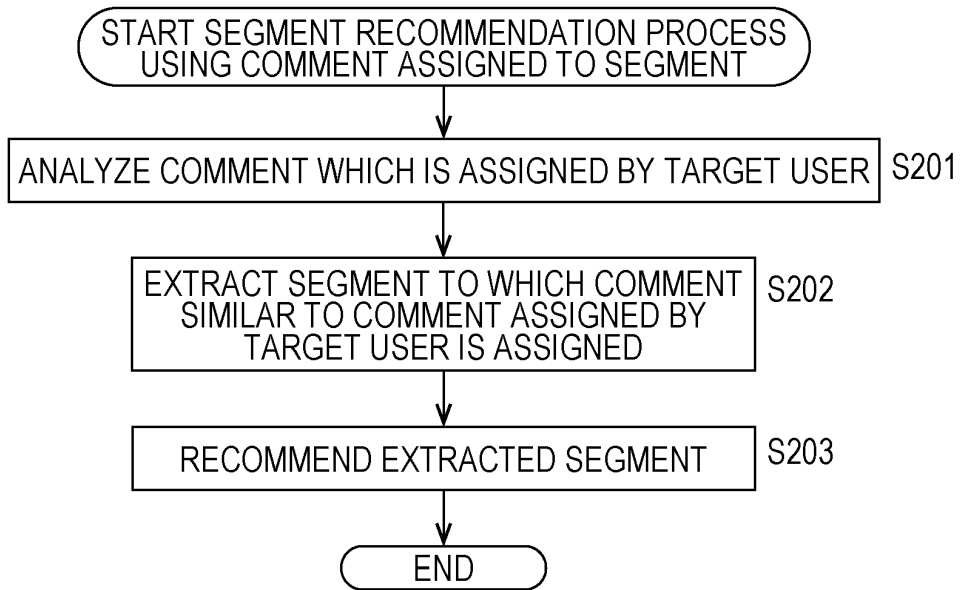 START SEGMENT RECOMMENDATION PROCESS
USING COMMENT ASSIGNED TO SEGMENT
ANALYZE COMMENT WHICH IS ASSIGNED BY TARGET USER
S201
EXTRACT SEGMENT TO WHICH COMMENT
SIMILAR TO COMMENT ASSIGNED BY
TARGET USER IS ASSIGNED
S202
RECOMMEND EXTRACTED SEGMENT
S203
END